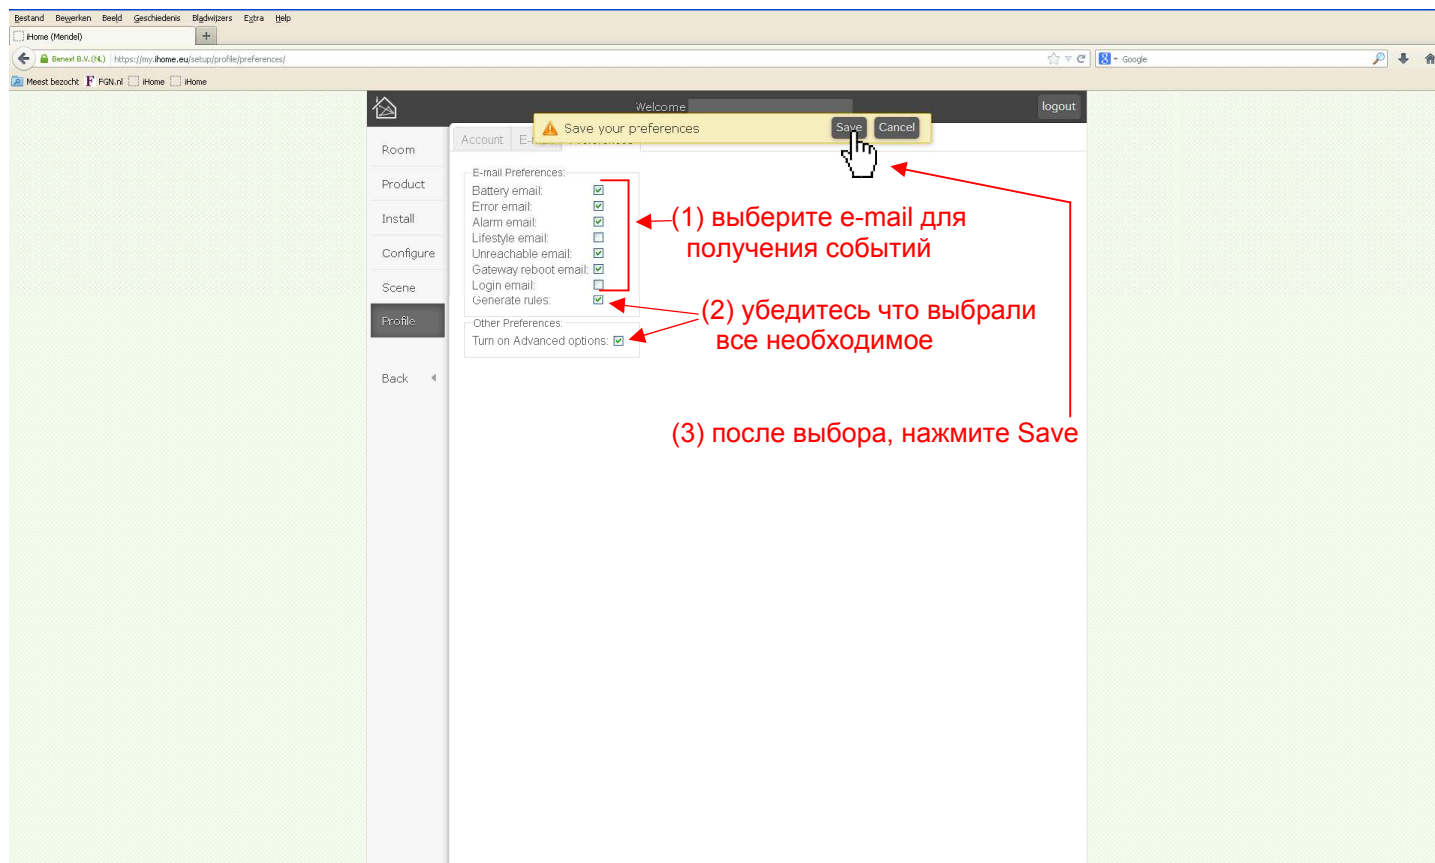 Bestand Bewerken Beeld Geschiedenis Bladwijzers Extra Help
iHome (Mendel) +
Benext B.V. (NL) https://my.ihome.eu/setup/profile/preferences/ Google
Meest bezocht F FGN.nl iHome iHome
Welcome logout
Save your preferences Save Cancel
Account
Room
Product
Install
Configure
Scene
Profile
Back
E-mail Preferences:
Battery email:
Error email:
Alarm email:
Lifestyle email:
Unreachable email:
Gateway reboot email:
Login email:
Generate rules:
Other Preferences:
Turn on Advanced options:
(1) выберите e-mail для
получения событий
(2) убедитесь что выбрали
все необходимое
(3) после выбора, нажмите Save